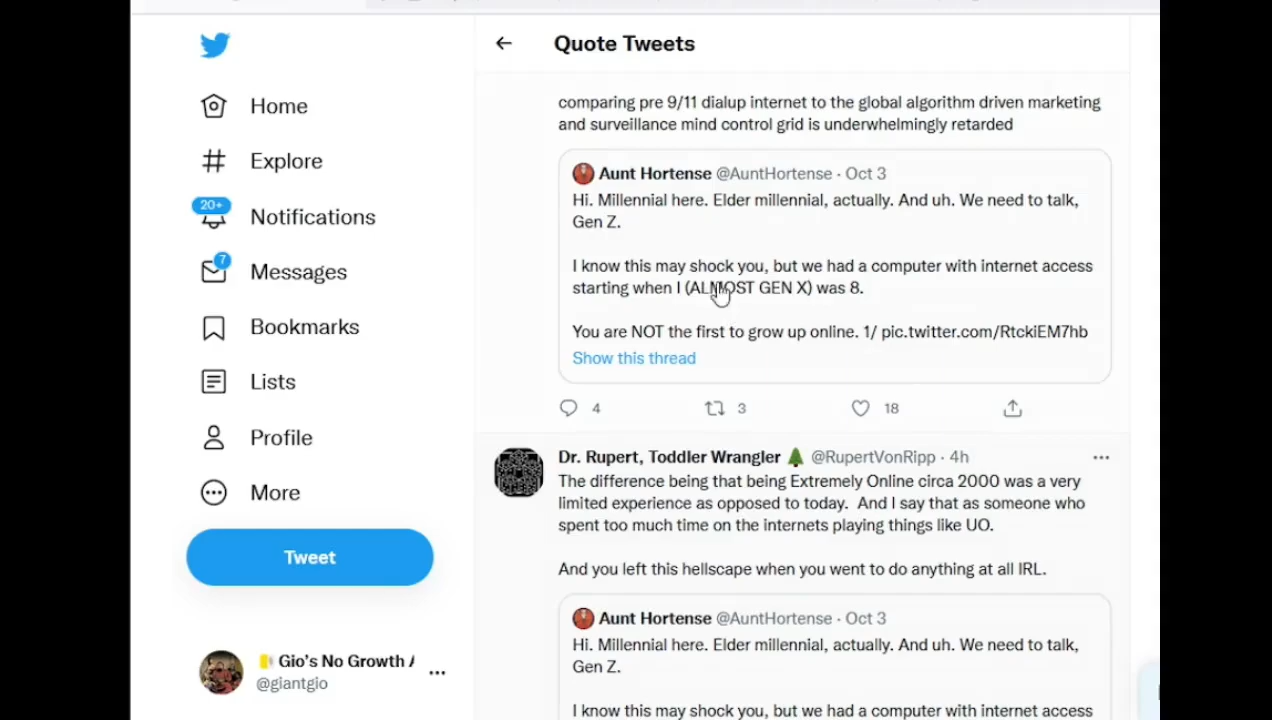 Quote Tweets
Home
Explore
20+
Notifications
7
Messages
Bookmarks
Lists
Profile
More
Tweet
Gio's No Growth
@giantgio
comparing pre 9/11 dialup internet to the global algorithm driven marketing
and surveillance mind control grid is underwhelmingly retarded
Aunt Hortense @AuntHortense · Oct 3
Hi. Millennial here. Elder millennial, actually. And uh. We need to talk,
Gen Z.
I know this may shock you, but we had a computer with internet access
starting when I (ALMOST GEN X) was 8.
You are NOT the first to grow up online. 1/ pic.twitter.com/RtckiEM7hb
Show this thread
4 3 18
Dr. Rupert, Toddler Wrangler 🌲 @RupertVonRipp · 4h
The difference being that being Extremely Online circa 2000 was a very
limited experience as opposed to today. And I say that as someone who
spent too much time on the internets playing things like UO.
And you left this hellscape when you went to do anything at all IRL.
Aunt Hortense @AuntHortense · Oct 3
Hi. Millennial here. Elder millennial, actually. And uh. We need to talk,
Gen Z.
I know this may shock you, but we had a computer with internet access